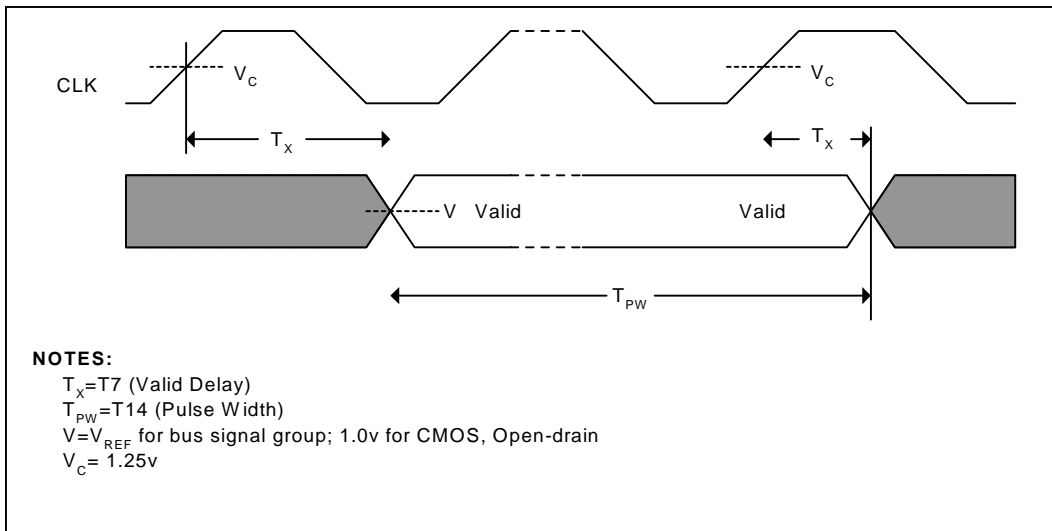 CLK
V_C
V_C
T_X
T_X
V Valid
Valid
T_PW
NOTES:
T_X=T7 (Valid Delay)
T_PW=T14 (Pulse Width)
V=V_REF for bus signal group; 1.0v for CMOS, Open-drain
V_C= 1.25v